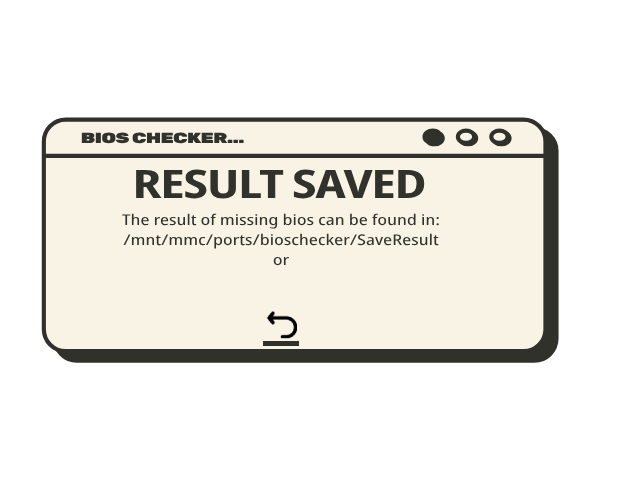 BIOS CHECKER...
RESULT SAVED
The result of missing bios can be found in:
/mnt/mmc/ports/bioschecker/SaveResult
or